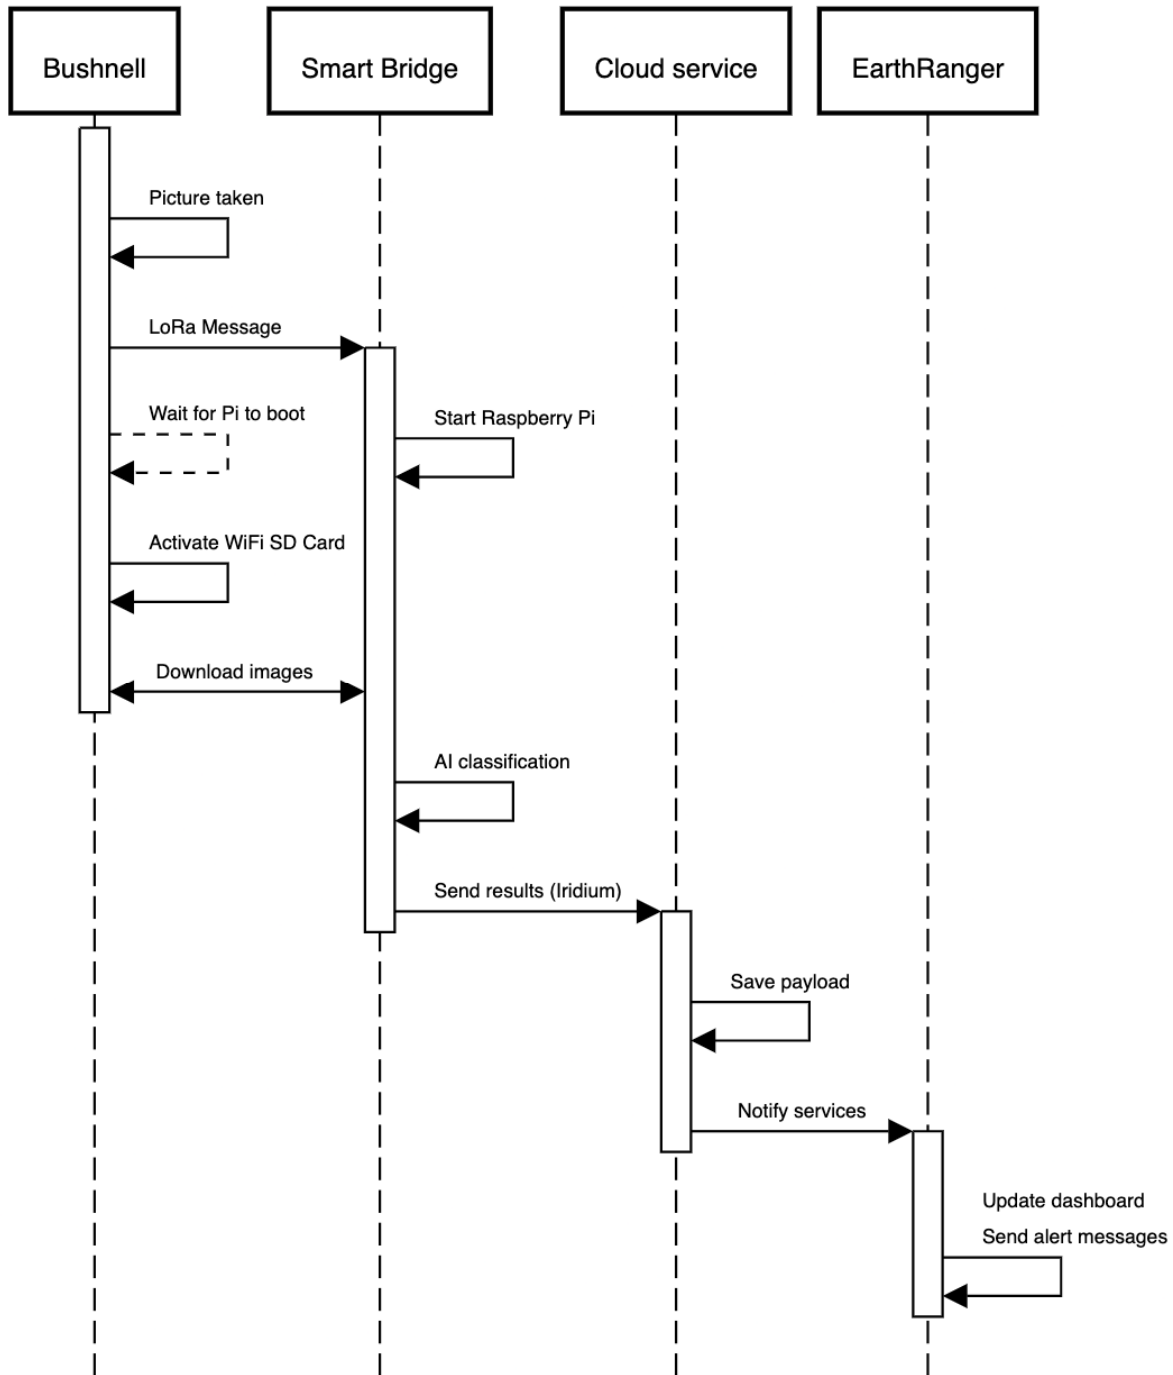 Bushnell
Smart Bridge
Cloud service
EarthRanger
Picture taken
LoRa Message
Wait for Pi to boot
Start Raspberry Pi
Activate WiFi SD Card
Download images
AI classification
Send results (Iridium)
Save payload
Notify services
Update dashboard
Send alert messages